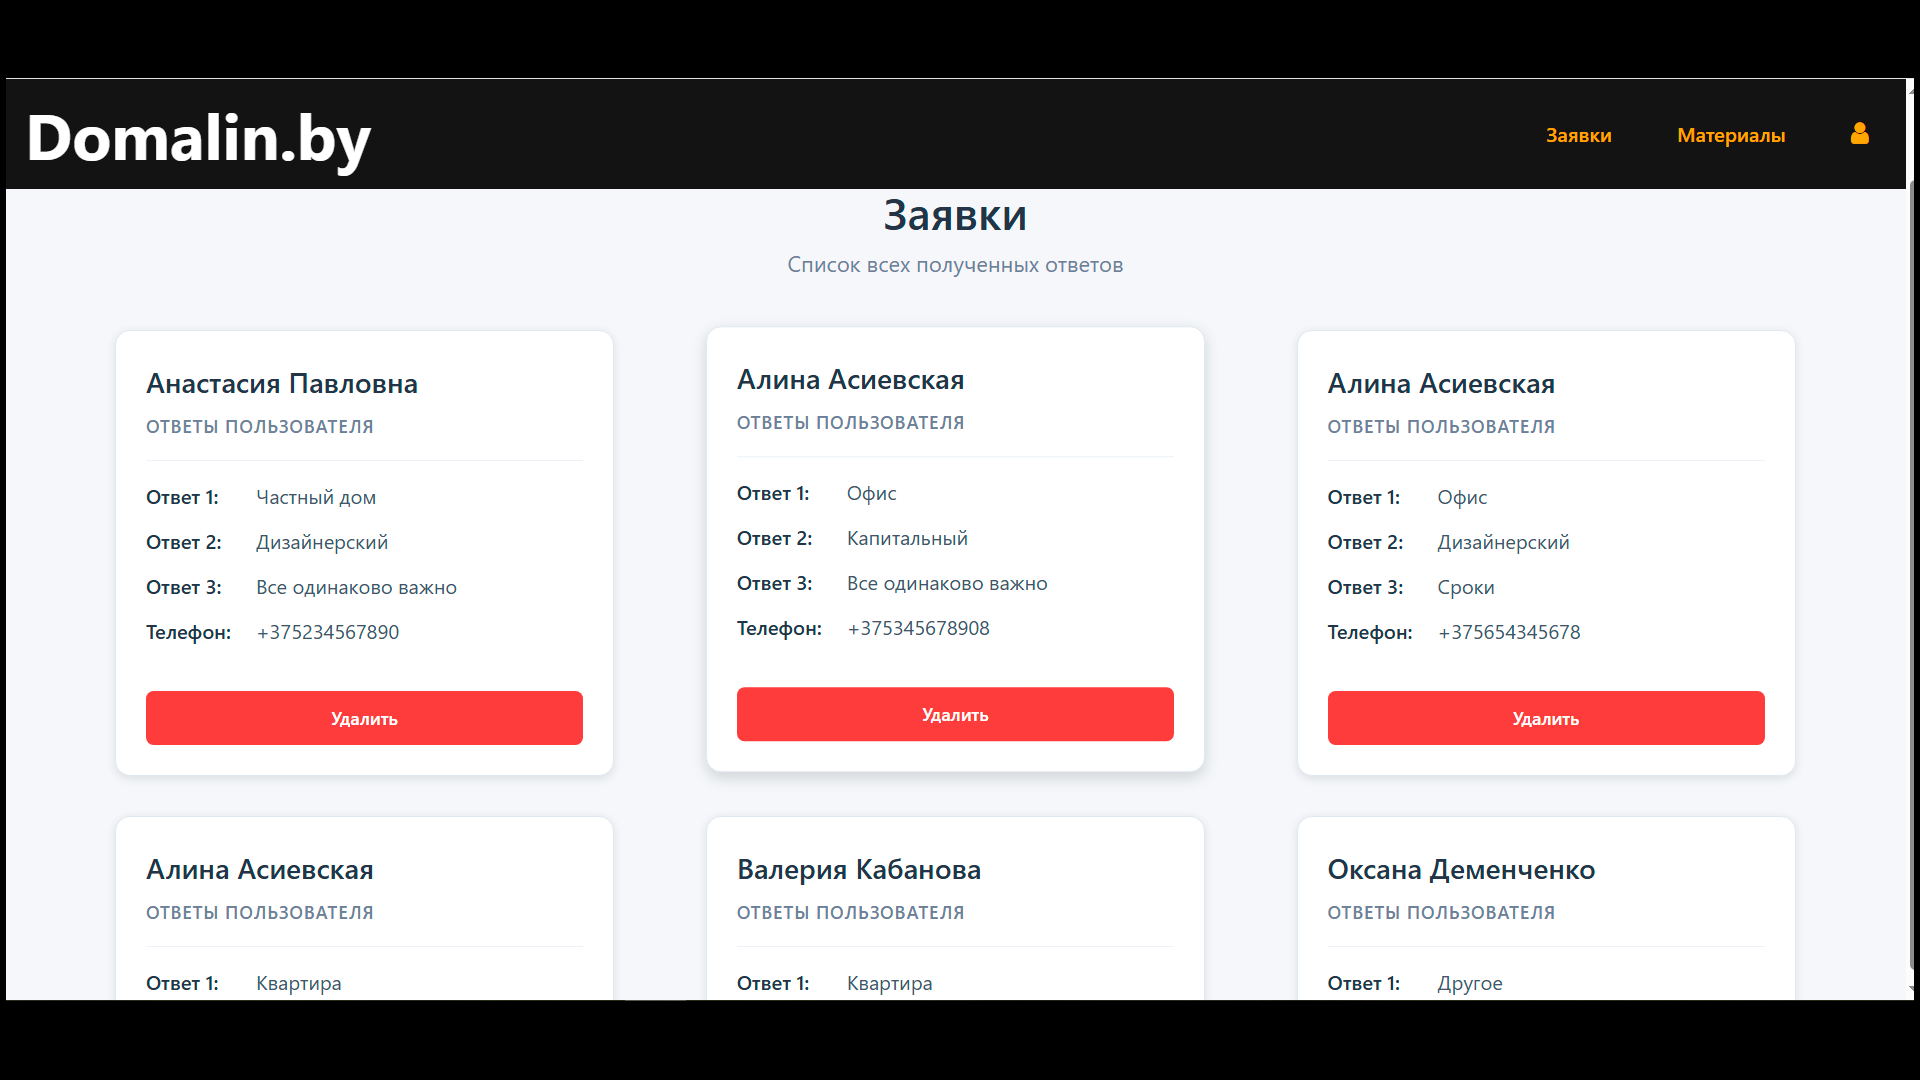 Domalin.by
Заявки
Материалы
Заявки
Список всех полученных ответов
Анастасия Павловна
ОТВЕТЫ ПОЛЬЗОВАТЕЛЯ
Ответ 1: Частный дом
Ответ 2: Дизайнерский
Ответ 3: Все одинаково важно
Телефон: +375234567890
Удалить
Алина Асиевская
ОТВЕТЫ ПОЛЬЗОВАТЕЛЯ
Ответ 1: Офис
Ответ 2: Капитальный
Ответ 3: Все одинаково важно
Телефон: +375345678908
Удалить
Алина Асиевская
ОТВЕТЫ ПОЛЬЗОВАТЕЛЯ
Ответ 1: Офис
Ответ 2: Дизайнерский
Ответ 3: Сроки
Телефон: +375654345678
Удалить
Алина Асиевская
ОТВЕТЫ ПОЛЬЗОВАТЕЛЯ
Ответ 1: Квартира
Валерия Кабанова
ОТВЕТЫ ПОЛЬЗОВАТЕЛЯ
Ответ 1: Квартира
Оксана Деменченко
ОТВЕТЫ ПОЛЬЗОВАТЕЛЯ
Ответ 1: Другое